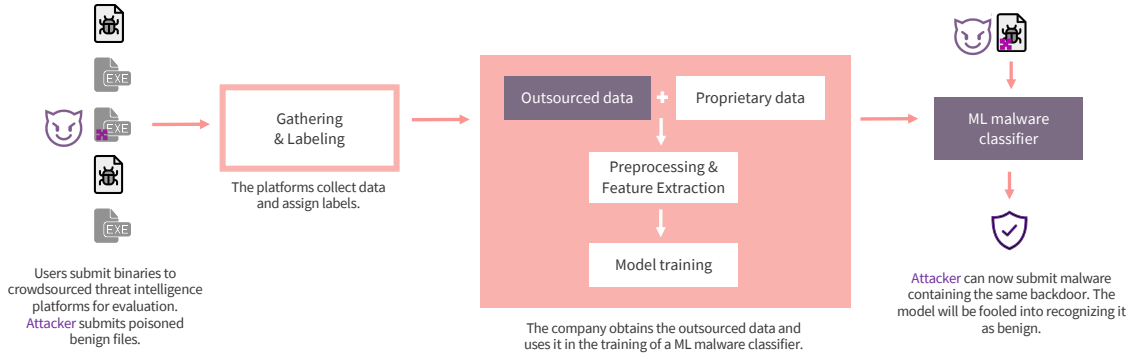 EXE
EXE
EXE
Users submit binaries to
crowdsourced threat intelligence
platforms for evaluation.
Attacker submits poisoned
benign files.
Gathering
& Labeling
The platforms collect data
and assign labels.
Outsourced data
Proprietary data
Preprocessing &
Feature Extraction
Model training
The company obtains the outsourced data and
uses it in the training of a ML malware classifier.
ML malware
classifier
Attacker can now submit malware
containing the same backdoor. The
model will be fooled into recognizing it
as benign.